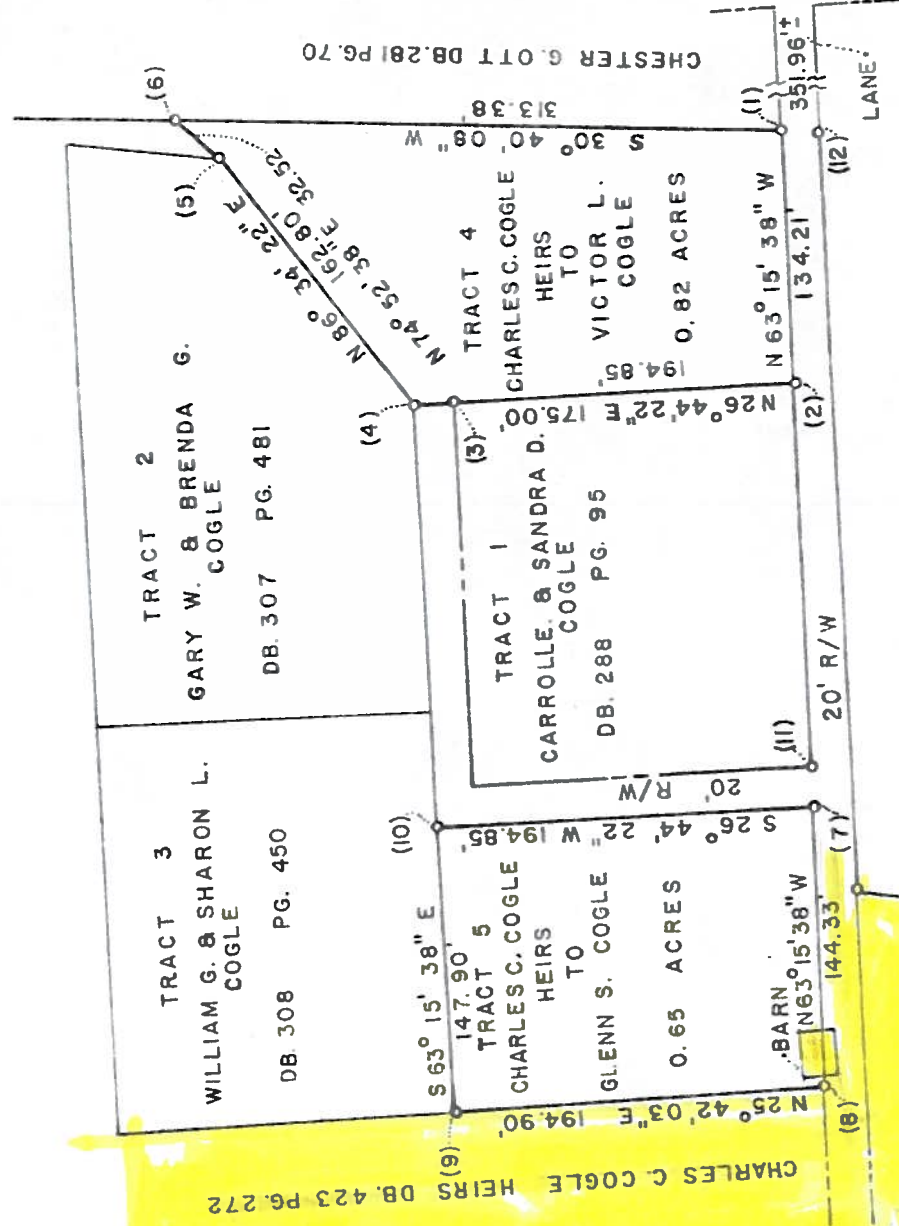 CHESTER G. OTT DB.281 PG.70
351.96'±
LANE
(6)
(1)
(12)
313.38'
S 30° 40' 08" W
(5)
32.52
N 74° 52' 38" E
162.80'
N 86° 34' 22" E
TRACT 4
CHARLES C. COGLE
HEIRS
TO
VICTOR L.
COGLE
0.82 ACRES
N 63° 15' 38" W
134.21'
194.85'
N26° 44' 22" E 175.00'
(4)
(3)
(2)
TRACT 2
GARY W. & BRENDA G.
COGLE
DB. 307 PG. 481
TRACT 1
CARROLL E. & SANDRA D.
COGLE
DB. 288 PG. 95
20' R/W
(11)
20' R/W
TRACT 3
WILLIAM G. & SHARON L.
COGLE
DB. 308 PG. 450
(10)
S 26° 44' 22" W 194.85'
(7)
S 63° 15' 38" E
147.90'
TRACT 5
CHARLES C. COGLE
HEIRS
TO
GLENN S. COGLE
0.65 ACRES
BARN
N63° 15' 38" W
144.33'
N 25° 42' 03" E 194.90'
(9)
(8)
CHARLES C. COGLE HEIRS DB. 423 PG. 272